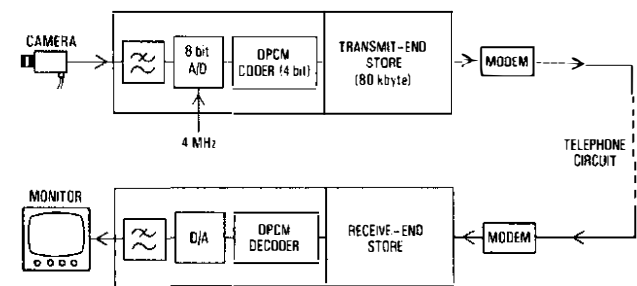 CAMERA
8 bit
A/D
DPCM
CODER (4 bit)
TRANSMIT-END
STORE
(80 kbyte)
MODEM
4 MHz
TELEPHONE
CIRCUIT
MONITOR
D/A
DPCM
DECODER
RECEIVE-END
STORE
MODEM